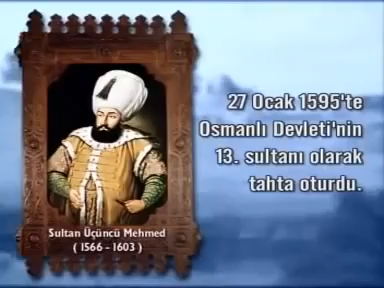 27 Ocak 1595'te
Osmanlı Devleti'nin
13. sultanı olarak
tahta oturdu.
Sultan Üçüncü Mehmed
( 1566 - 1603 )